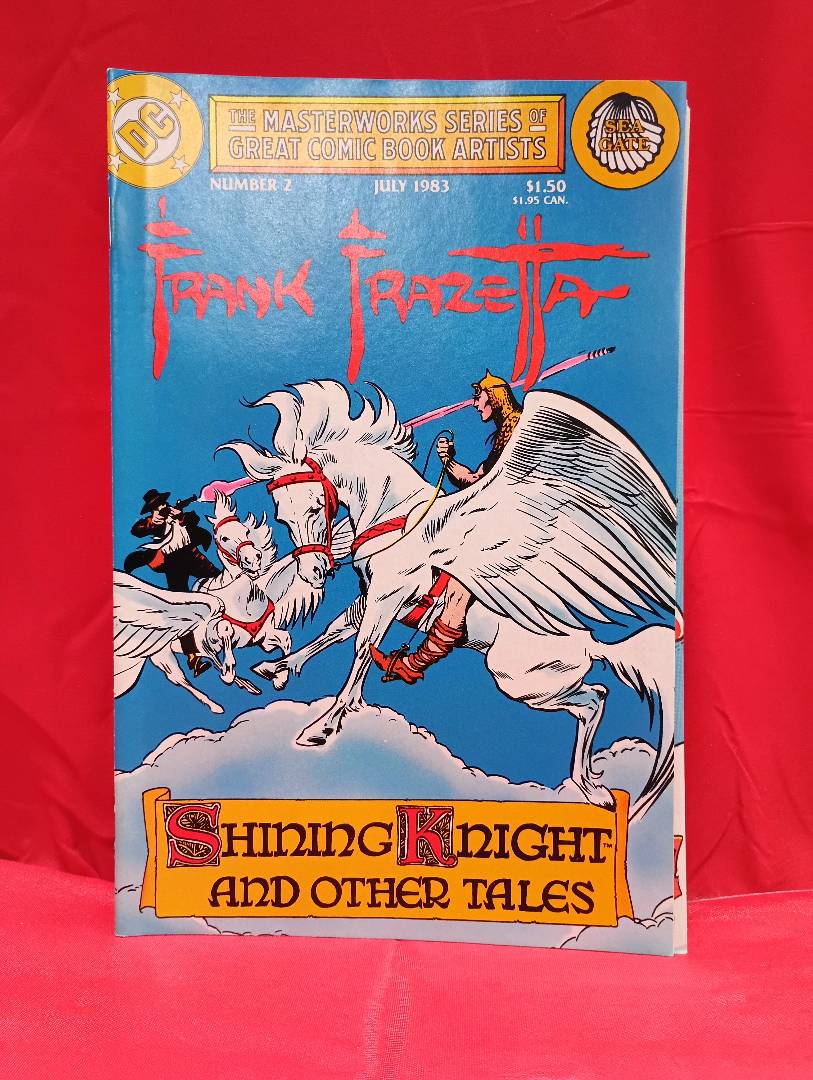 DC
THE MASTERWORKS SERIES OF
GREAT COMIC BOOK ARTISTS
SEA
GATE
NUMBER 2 JULY 1983 $1.50
$1.95 CAN.
FRANK FRAZETTA
SHINING KNIGHT™
AND OTHER TALES